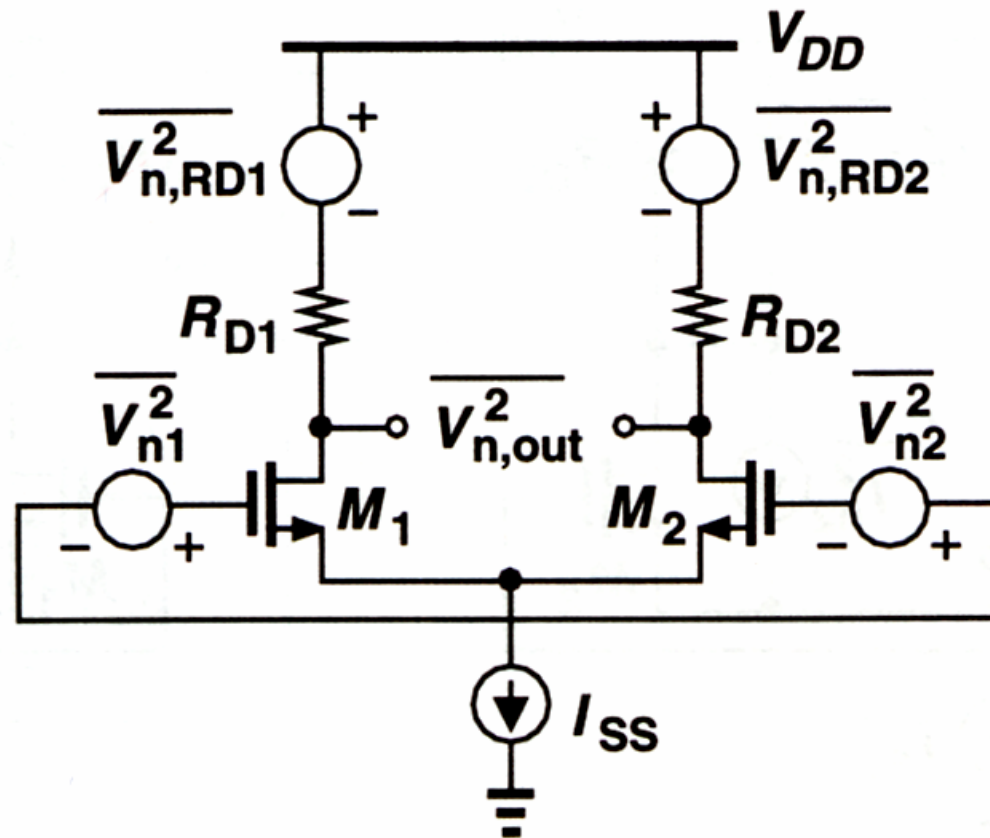 V_DD
+ +
V²_n,RD1 V²_n,RD2
− −
R_D1 R_D2
V²_n1 V²_n,out V²_n2
M_1 M_2
− + − +
I_SS